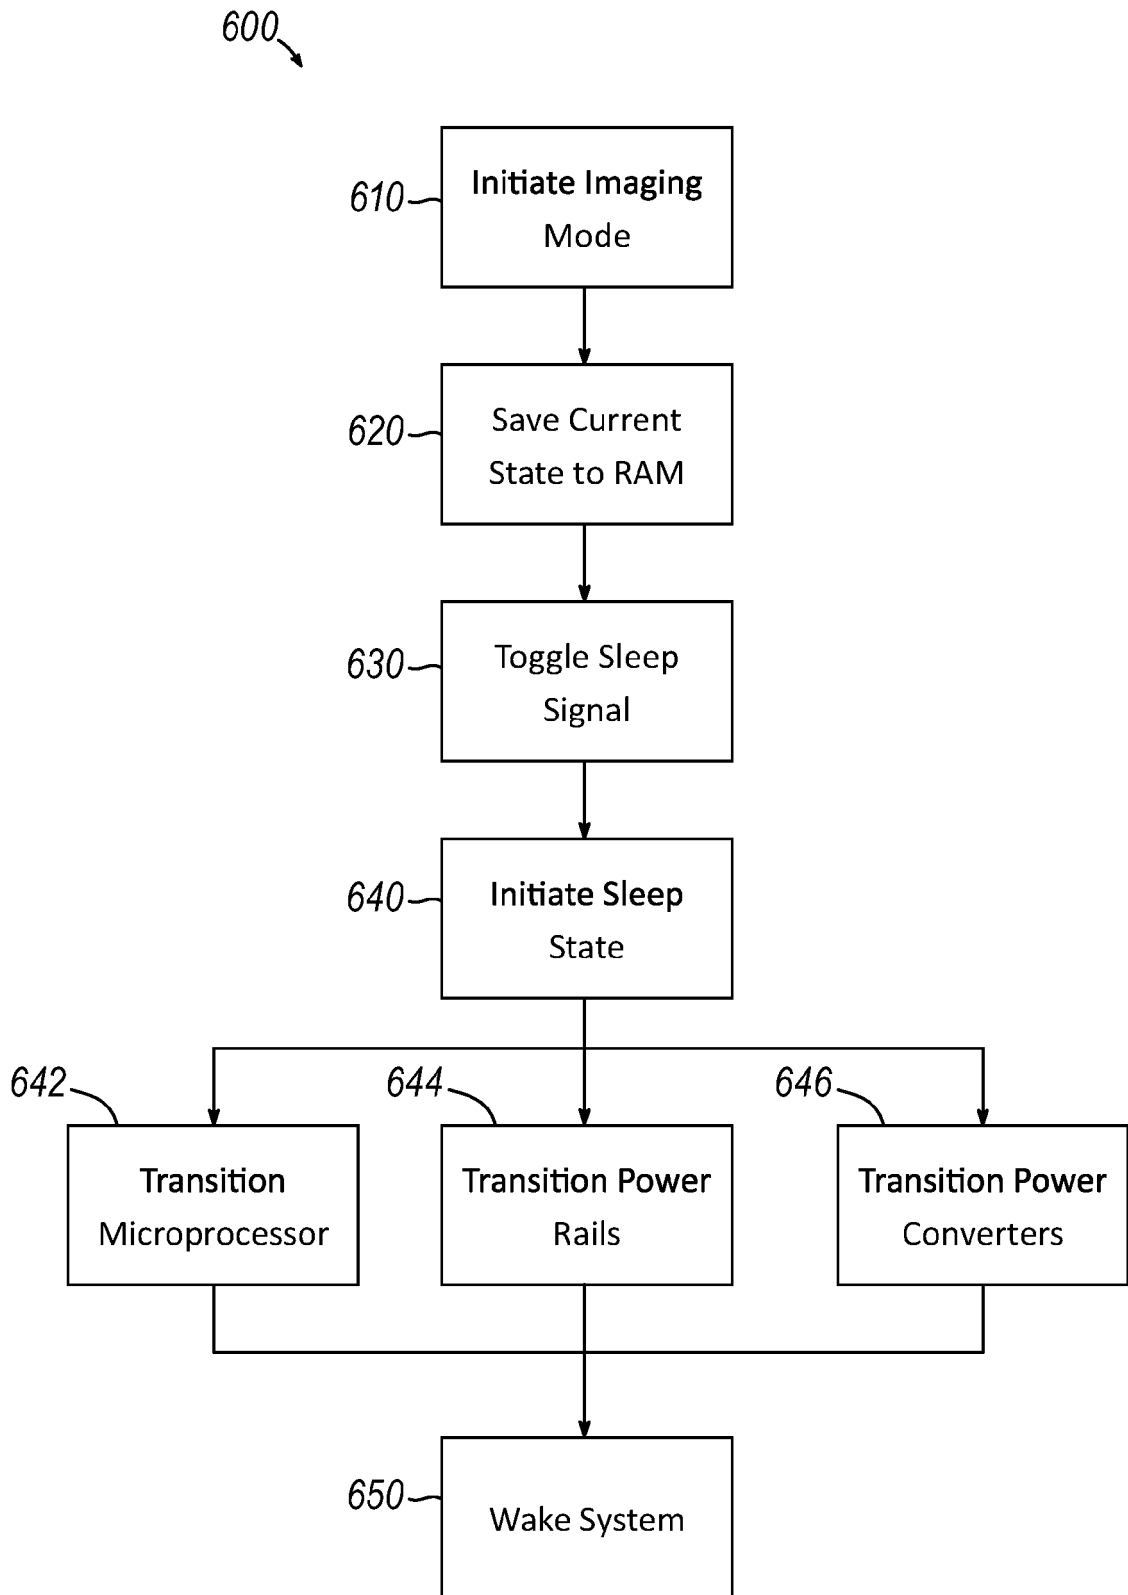 600
610
Initiate Imaging
Mode
620
Save Current
State to RAM
630
Toggle Sleep
Signal
640
Initiate Sleep
State
642
644
646
Transition
Microprocessor
Transition Power
Rails
Transition Power
Converters
650
Wake System